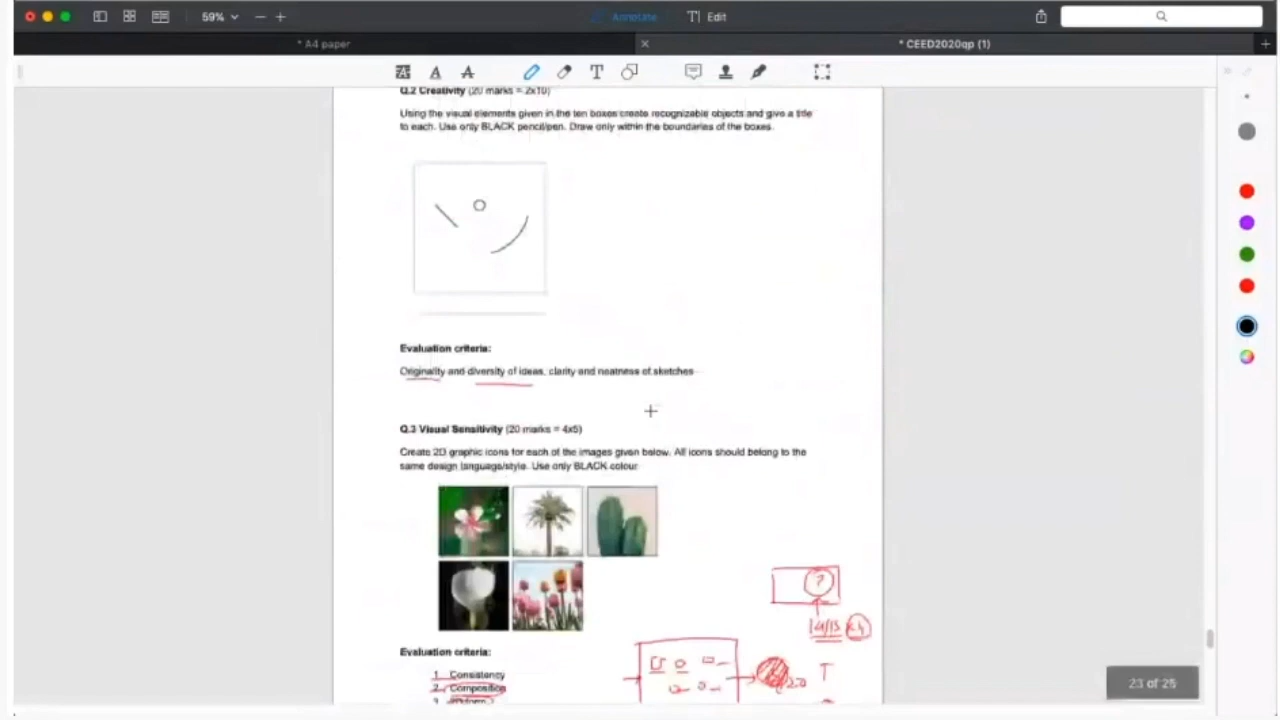 59%
Annotate
T Edit
* A4 paper
* CEED2020qp (1)
Q.2 Creativity (20 marks = 2x10)
Using the visual elements given in the ten boxes create recognizable objects and give a title
to each. Use only BLACK pencil/pen. Draw only within the boundaries of the boxes.
Evaluation criteria:
Originality and diversity of ideas, clarity and neatness of sketches
Q.3 Visual Sensitivity (20 marks = 4x5)
Create 2D graphic icons for each of the images given below. All icons should belong to the
same design language/style. Use only BLACK colour
?
14/15
Evaluation criteria:
1. Consistency
2. Composition
20
T
23 of 25